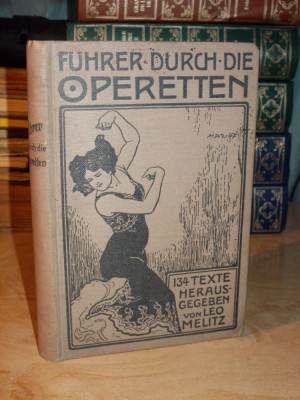 FÜHRER·DURCH·DIE
OPERETTEN
134 TEXTE
HERAUS-
GEGEBEN
VON LEO
MELITZ